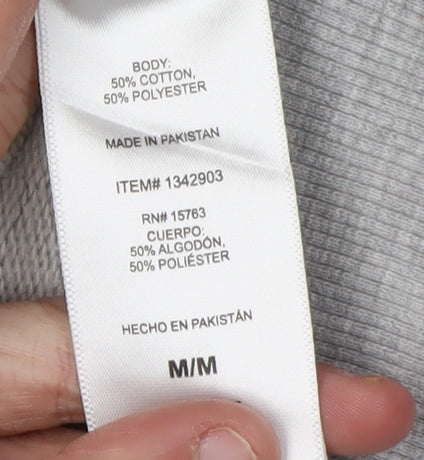 BODY:
50% COTTON,
50% POLYESTER
MADE IN PAKISTAN
ITEM# 1342903
RN# 15763
CUERPO:
50% ALGODÓN,
50% POLIÉSTER
HECHO EN PAKISTÁN
M/M